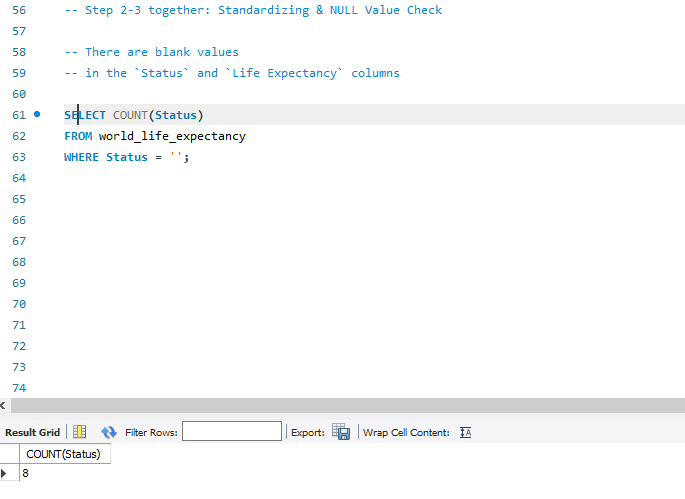 56 -- Step 2-3 together: Standardizing & NULL Value Check
57
58 -- There are blank values
59 -- in the `Status` and `Life Expectancy` columns
60
61 SELECT COUNT(Status)
62 FROM world_life_expectancy
63 WHERE Status = '';
64
65
66
67
68
69
70
71
72
73
74
Result Grid Filter Rows: Export: Wrap Cell Content:
COUNT(Status)
8